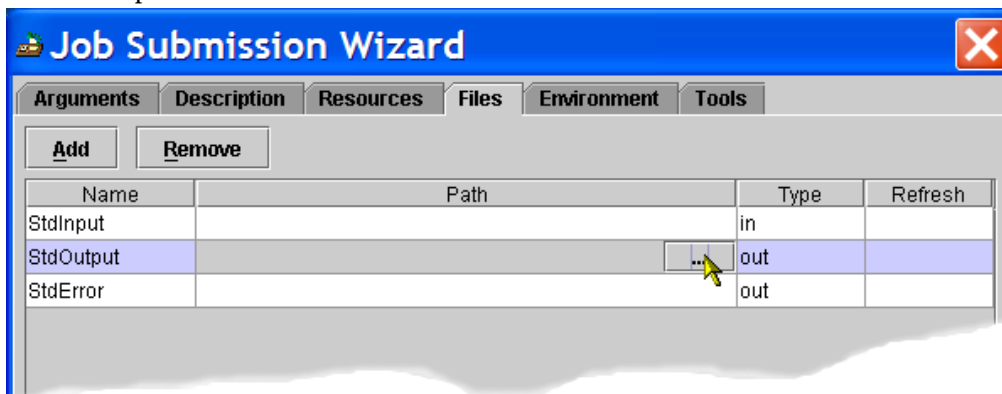 Job Submission Wizard
Arguments Description Resources Files Environment Tools
Add Remove
Name Path Type Refresh
StdInput in
StdOutput ... out
StdError out